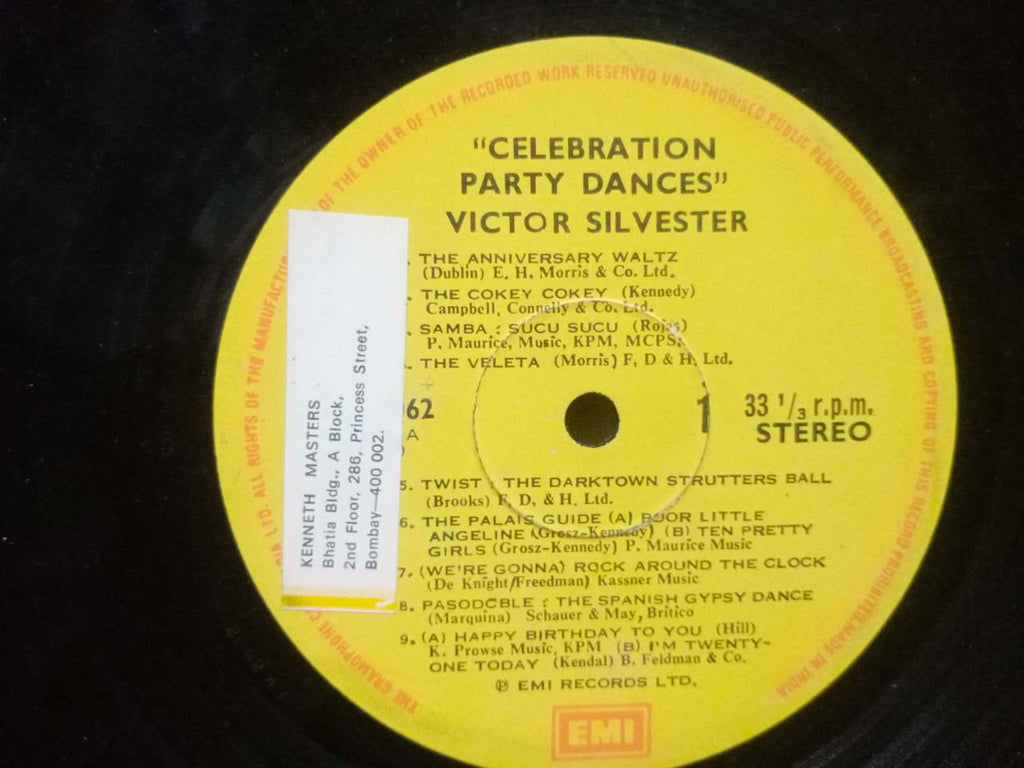 THE GRAMOPHONE
LTD. ALL RIGHTS OF THE
OF THE OWNER OF THE RECORDED WORK RESERVED UNAUTHORISED PUBLIC PERFORMANCE BROADCASTING AND COPYING OF THIS RECORD PROHIBITED. MADE IN INDIA
"CELEBRATION
PARTY DANCES"
VICTOR SILVESTER
THE ANNIVERSARY WALTZ
(Dublin) E. H. Morris & Co. Ltd.
THE COKEY COKEY (Kennedy)
Campbell, Connelly & Co. Ltd.
SAMBA : SUCU SUCU (Rojas)
P. Maurice, Music, KPM, MCPS,
THE VELETA (Morris) F, D & H, Ltd.
62
A
1
33 1/3 r.p.m.
STEREO
5. TWIST : THE DARKTOWN STRUTTERS BALL
(Brooks) F, D, & H, Ltd.
6. THE PALAIS GUIDE (A) POOR LITTLE
ANGELINE (Grosz-Kennedy) (B) TEN PRETTY
GIRLS (Grosz-Kennedy) P. Maurice Music
7. (WE'RE GONNA) ROCK AROUND THE CLOCK
(De Knight/Freedman) Kassner Music
8. PASODOBLE : THE SPANISH GYPSY DANCE
(Marquina) Schauer & May, Britico
9. (A) HAPPY BIRTHDAY TO YOU (Hill)
K. Prowse Music, KPM (B) I'M TWENTY-
ONE TODAY (Kendal) B. Feldman & Co.
℗ EMI RECORDS LTD.
EMI
KENNETH MASTERS
Bhatia Bldg., A Block,
2nd Floor, 286, Princess Street,
Bombay—400 002.